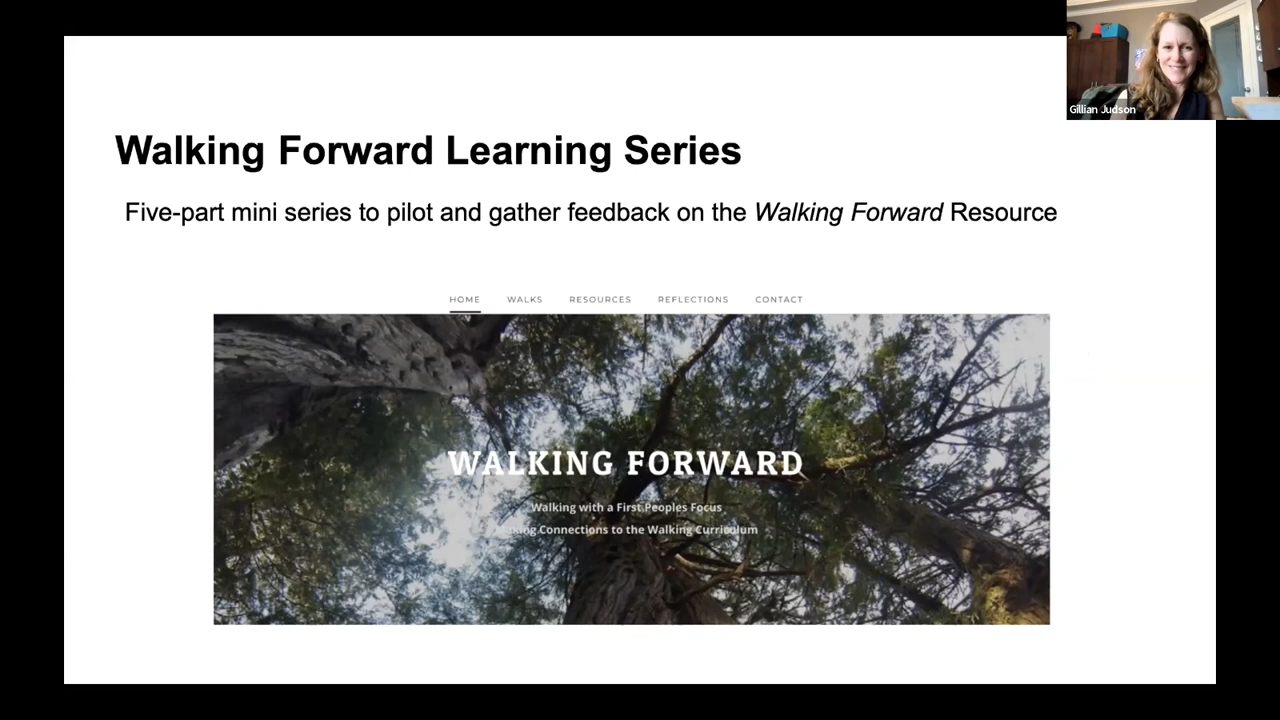 Gillian Judson
Walking Forward Learning Series
Five-part mini series to pilot and gather feedback on the Walking Forward Resource
HOME WALKS RESOURCES REFLECTIONS CONTACT
WALKING FORWARD
Walking with a First Peoples Focus
Making Connections to the Walking Curriculum